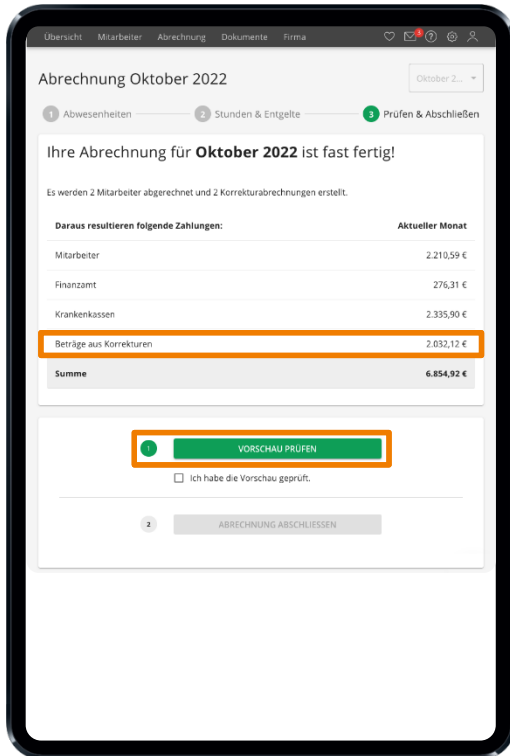 Übersicht Mitarbeiter Abrechnung Dokumente Firma 3 ?
Abrechnung Oktober 2022 Oktober 2...
1 Abwesenheiten 2 Stunden & Entgelte 3 Prüfen & Abschließen
Ihre Abrechnung für Oktober 2022 ist fast fertig!
Es werden 2 Mitarbeiter abgerechnet und 2 Korrekturabrechnungen erstellt.
Daraus resultieren folgende Zahlungen: Aktueller Monat
Mitarbeiter 2.210,59 €
Finanzamt 276,31 €
Krankenkassen 2.335,90 €
Beträge aus Korrekturen 2.032,12 €
Summe 6.854,92 €
1 VORSCHAU PRÜFEN
Ich habe die Vorschau geprüft.
2 ABRECHNUNG ABSCHLIESSEN